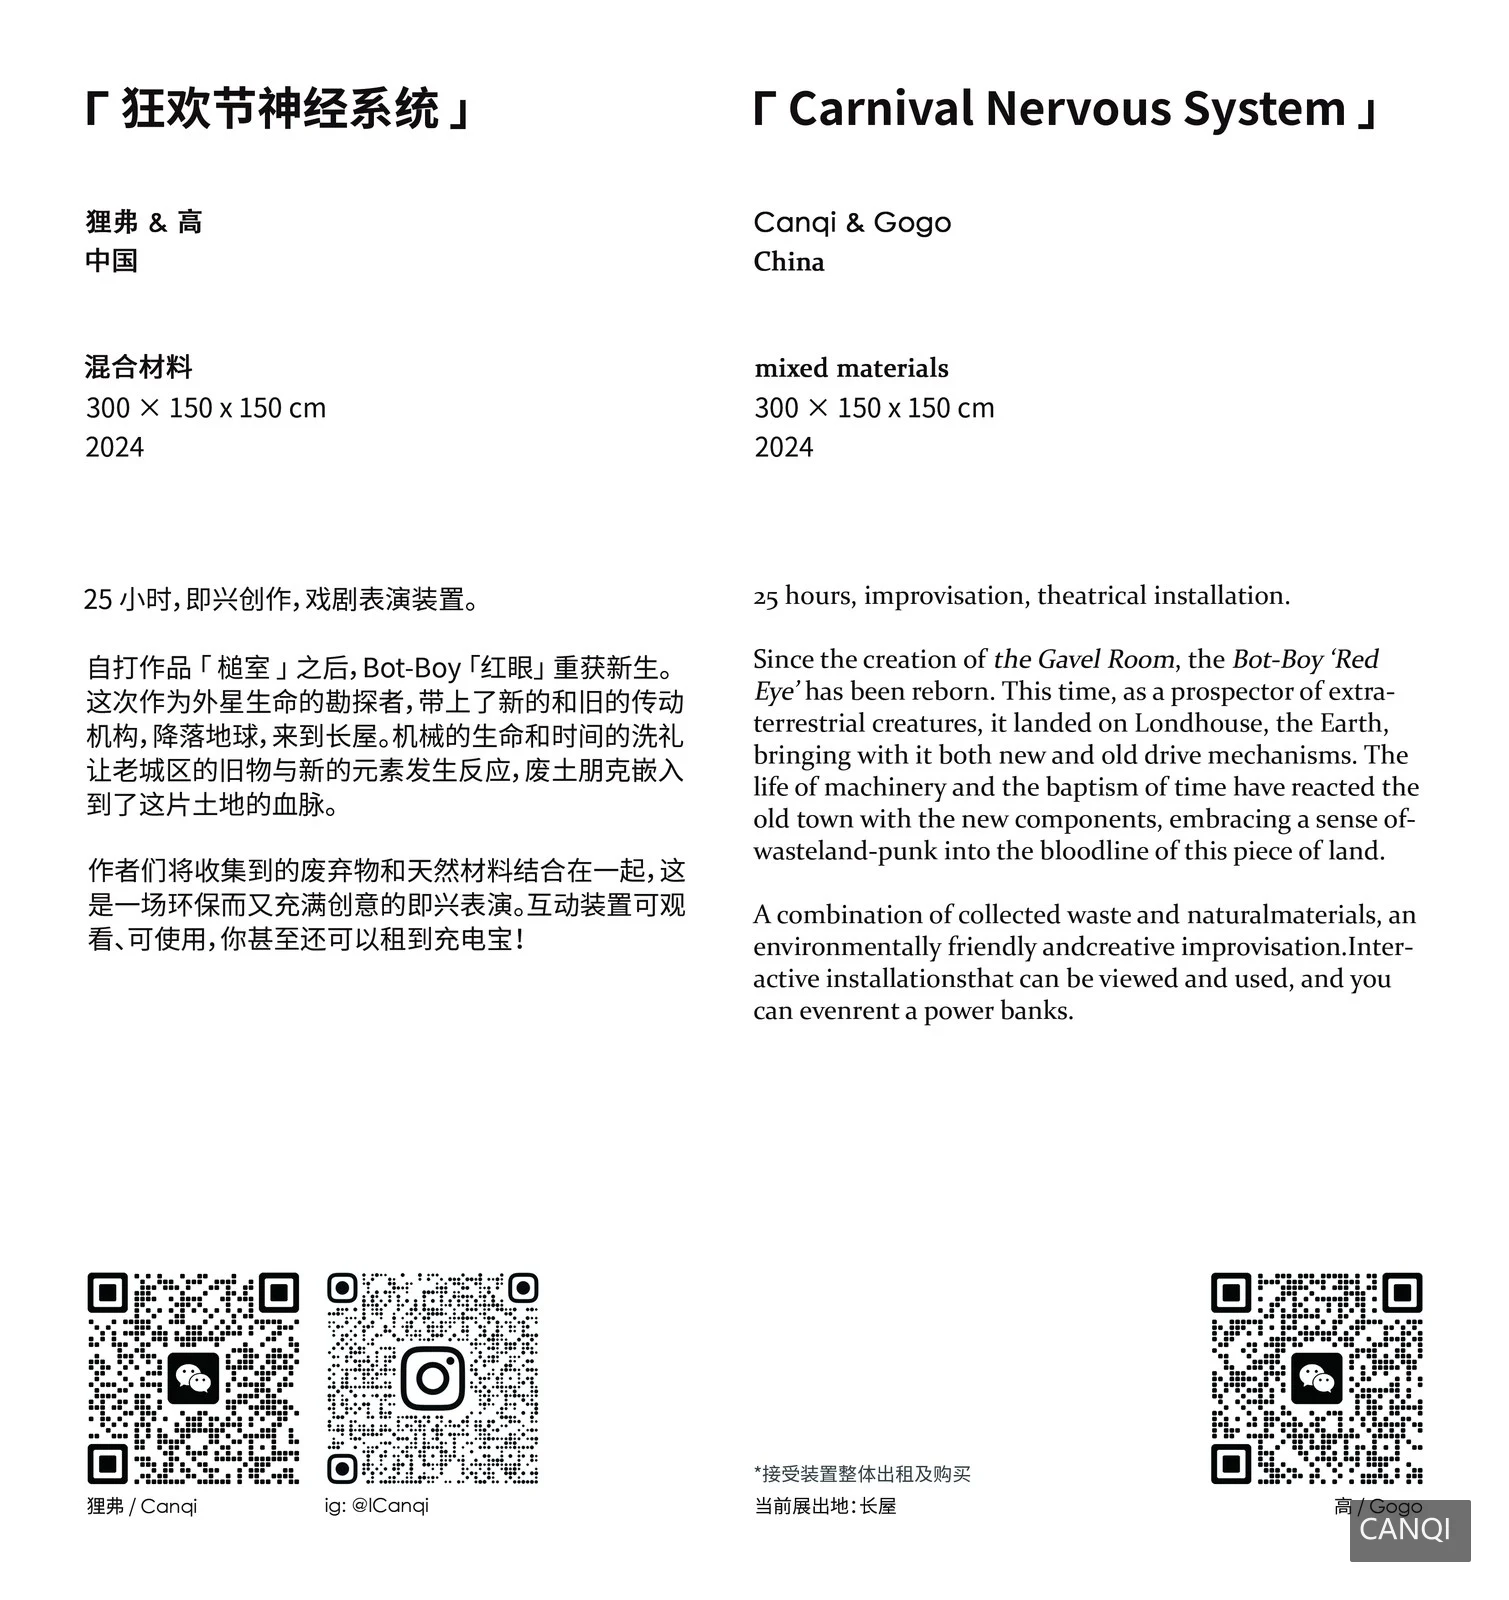 「 狂欢节神经系统 」
狸弗 & 高
中国
混合材料
300 × 150 x 150 cm
2024
25 小时，即兴创作，戏剧表演装置。
自打作品「 槌室 」之后，Bot-Boy「红眼」重获新生。
这次作为外星生命的勘探者，带上了新的和旧的传动
机构，降落地球，来到长屋。机械的生命和时间的洗礼
让老城区的旧物与新的元素发生反应，废土朋克嵌入
到了这片土地的血脉。
作者们将收集到的废弃物和天然材料结合在一起，这
是一场环保而又充满创意的即兴表演。互动装置可观
看、可使用，你甚至还可以租到充电宝！
「 Carnival Nervous System 」
Canqi & Gogo
China
mixed materials
300 × 150 x 150 cm
2024
25 hours, improvisation, theatrical installation.
Since the creation of the Gavel Room, the Bot-Boy ‘Red
Eye’ has been reborn. This time, as a prospector of extra-
terrestrial creatures, it landed on Londhouse, the Earth,
bringing with it both new and old drive mechanisms. The
life of machinery and the baptism of time have reacted the
old town with the new components, embracing a sense of-
wasteland-punk into the bloodline of this piece of land.
A combination of collected waste and naturalmaterials, an
environmentally friendly andcreative improvisation.Inter-
active installationsthat can be viewed and used, and you
can evenrent a power banks.
狸弗 / Canqi
ig: @lCanqi
*接受装置整体出租及购买
当前展出地：长屋
高 / Gogo
CANQI